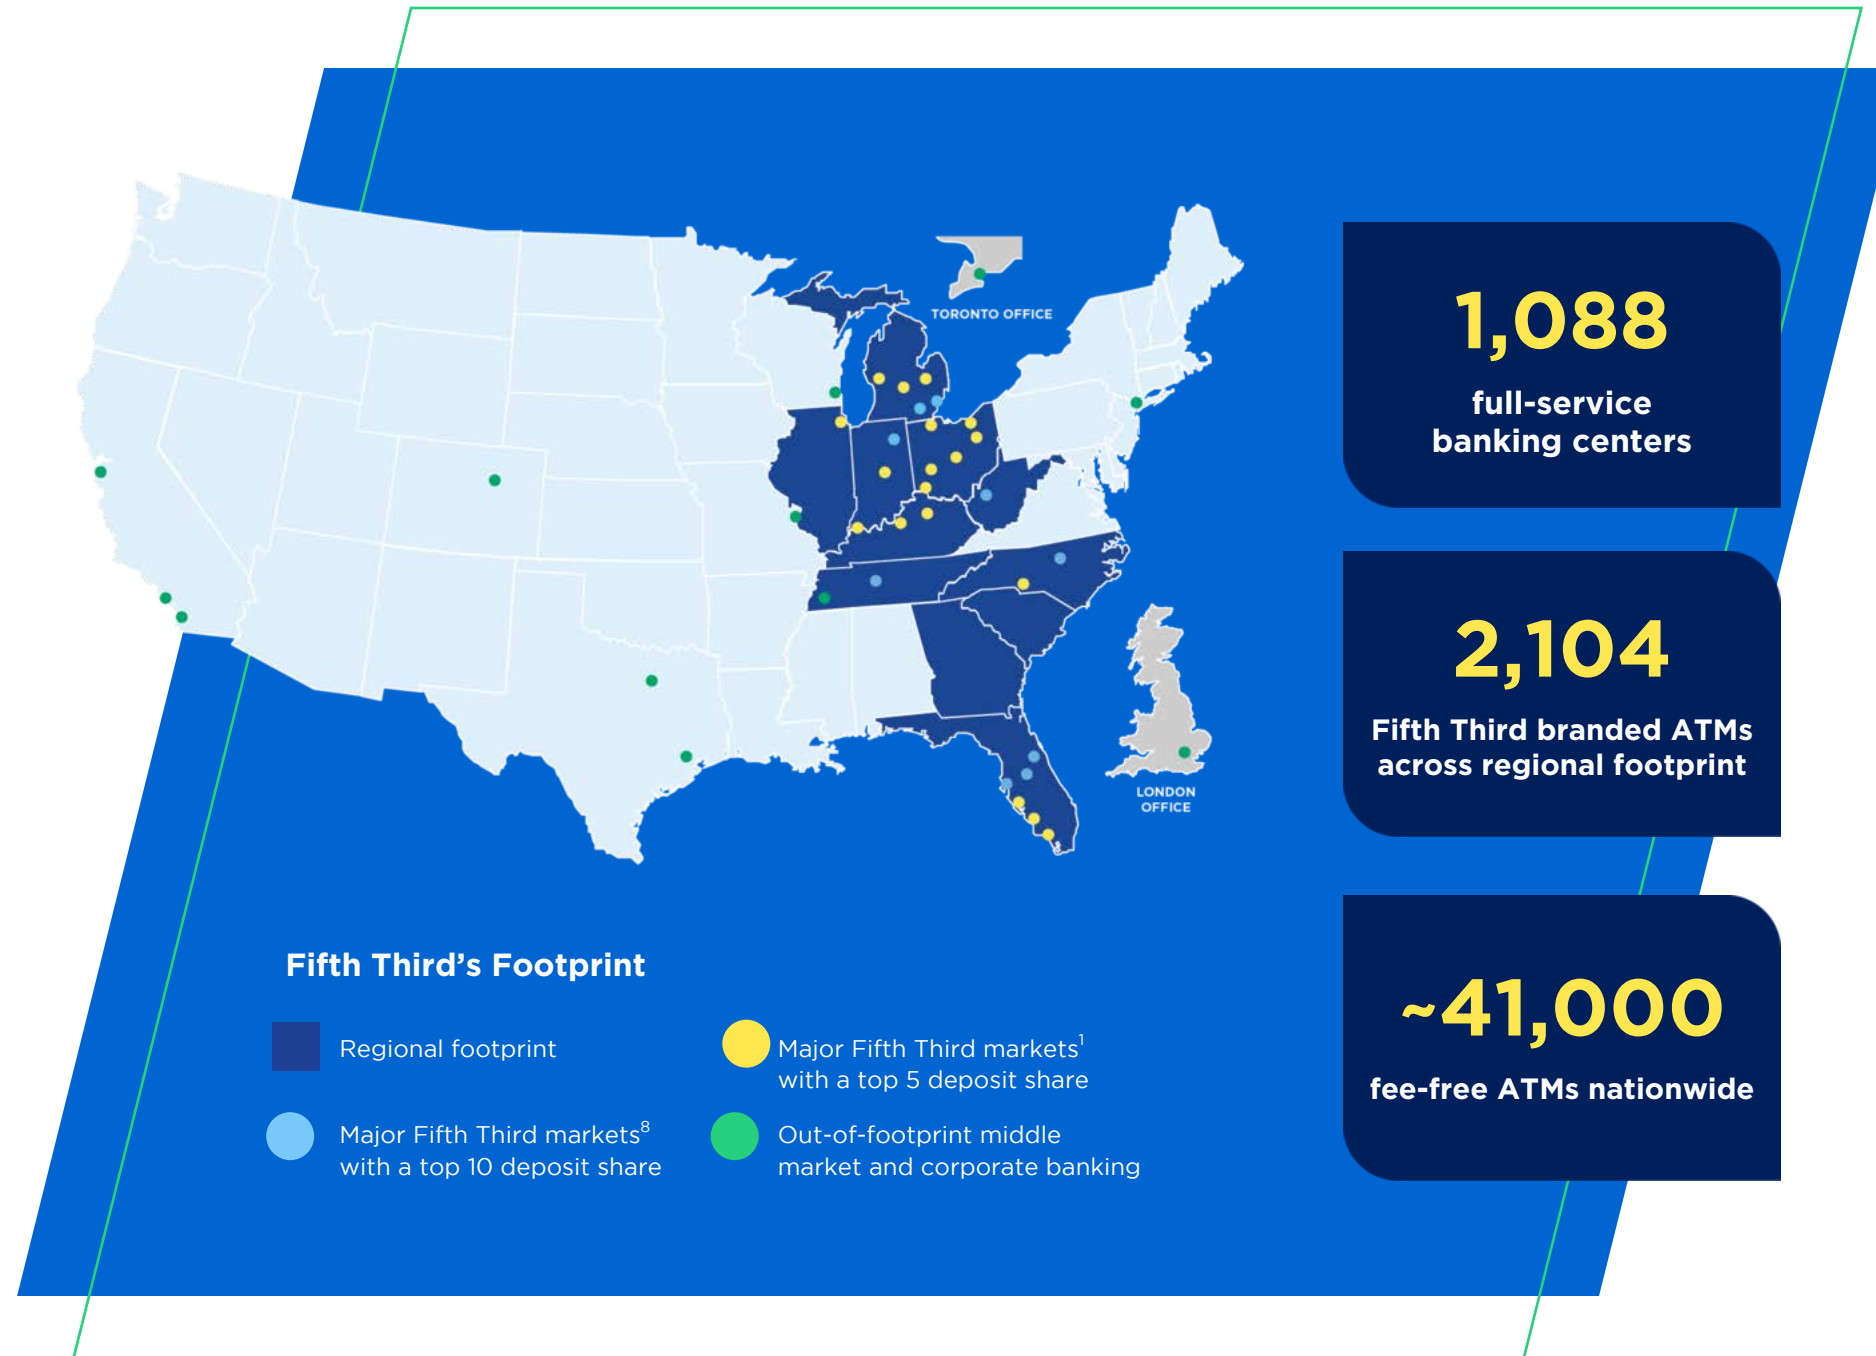 TORONTO OFFICE
LONDON
OFFICE
1,088
full-service
banking centers
2,104
Fifth Third branded ATMs
across regional footprint
~41,000
fee-free ATMs nationwide
Fifth Third’s Footprint
Regional footprint
Major Fifth Third markets¹
with a top 5 deposit share
Major Fifth Third markets⁸
with a top 10 deposit share
Out-of-footprint middle
market and corporate banking